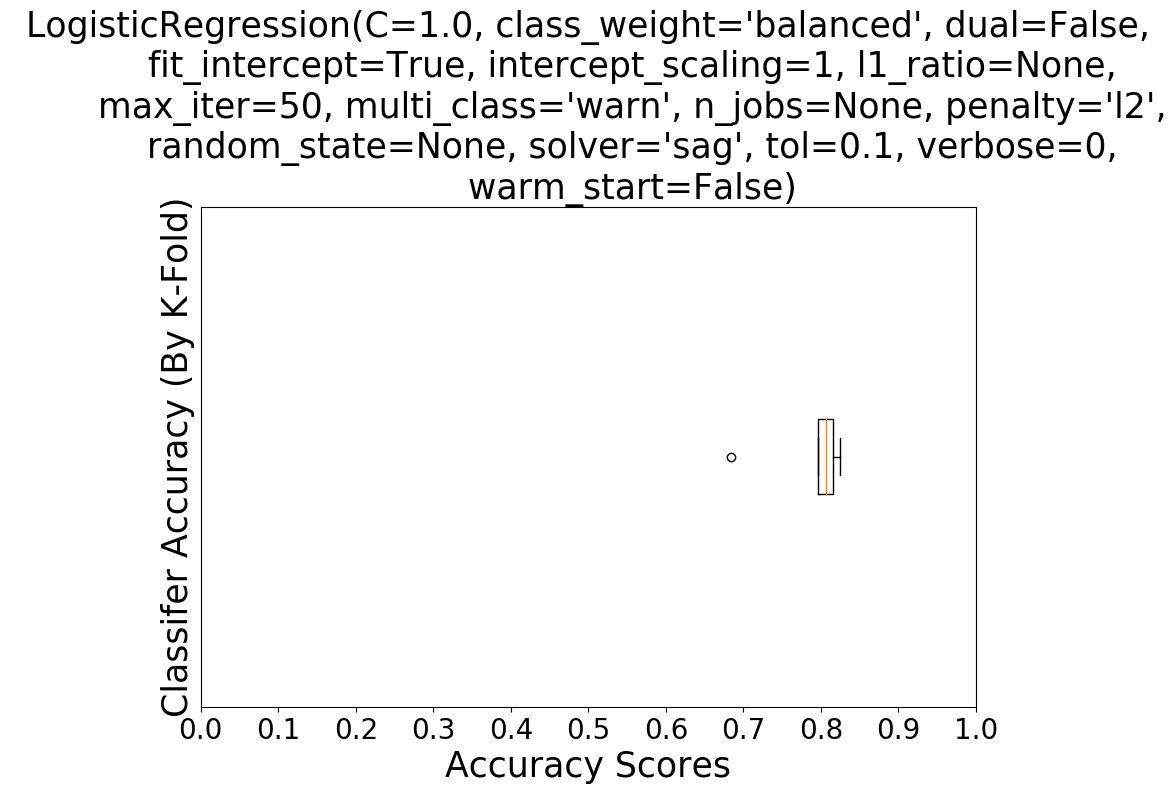 LogisticRegression(C=1.0, class_weight='balanced', dual=False,
fit_intercept=True, intercept_scaling=1, l1_ratio=None,
max_iter=50, multi_class='warn', n_jobs=None, penalty='l2',
random_state=None, solver='sag', tol=0.1, verbose=0,
warm_start=False)
Classifer Accuracy (By K-Fold)
0.0 0.1 0.2 0.3 0.4 0.5 0.6 0.7 0.8 0.9 1.0
Accuracy Scores